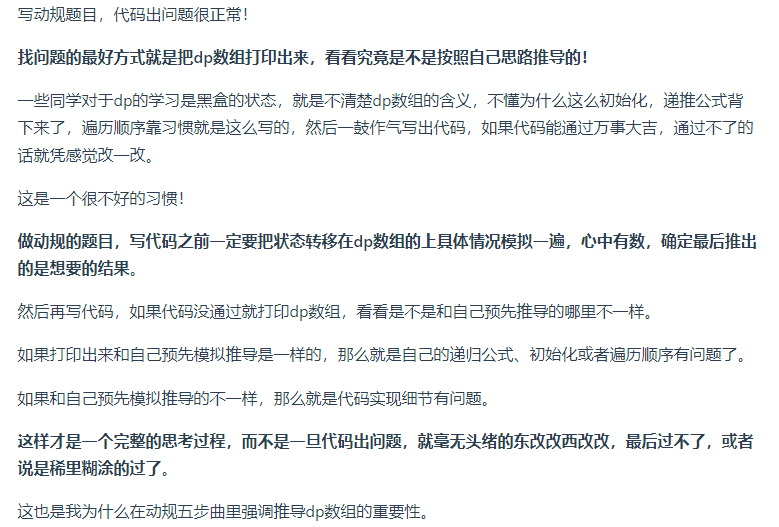 写动规题目，代码出问题很正常！
找问题的最好方式就是把dp数组打印出来，看看究竟是不是按照自己思路推导的！
一些同学对于dp的学习是黑盒的状态，就是不清楚dp数组的含义，不懂为什么这么初始化，递推公式背
下来了，遍历顺序靠习惯就是这么写的，然后一鼓作气写出代码，如果代码能通过万事大吉，通过不了的
话就凭感觉改一改。
这是一个很不好的习惯！
做动规的题目，写代码之前一定要把状态转移在dp数组的上具体情况模拟一遍，心中有数，确定最后推出
的是想要的结果。
然后再写代码，如果代码没通过就打印dp数组，看看是不是和自己预先推导的哪里不一样。
如果打印出来和自己预先模拟推导是一样的，那么就是自己的递归公式、初始化或者遍历顺序有问题了。
如果和自己预先模拟推导的不一样，那么就是代码实现细节有问题。
这样才是一个完整的思考过程，而不是一旦代码出问题，就毫无头绪的东改改西改改，最后过不了，或者
说是稀里糊涂的过了。
这也是我为什么在动规五步曲里强调推导dp数组的重要性。